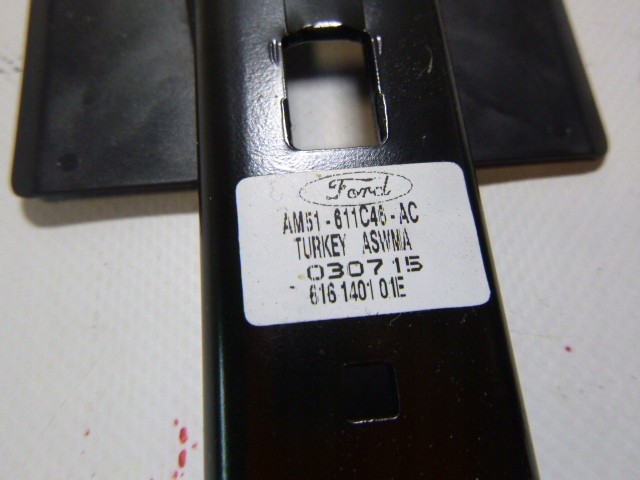 Ford
AM51-611C46-AC
TURKEY ASWMA
030715
616 1401 01E